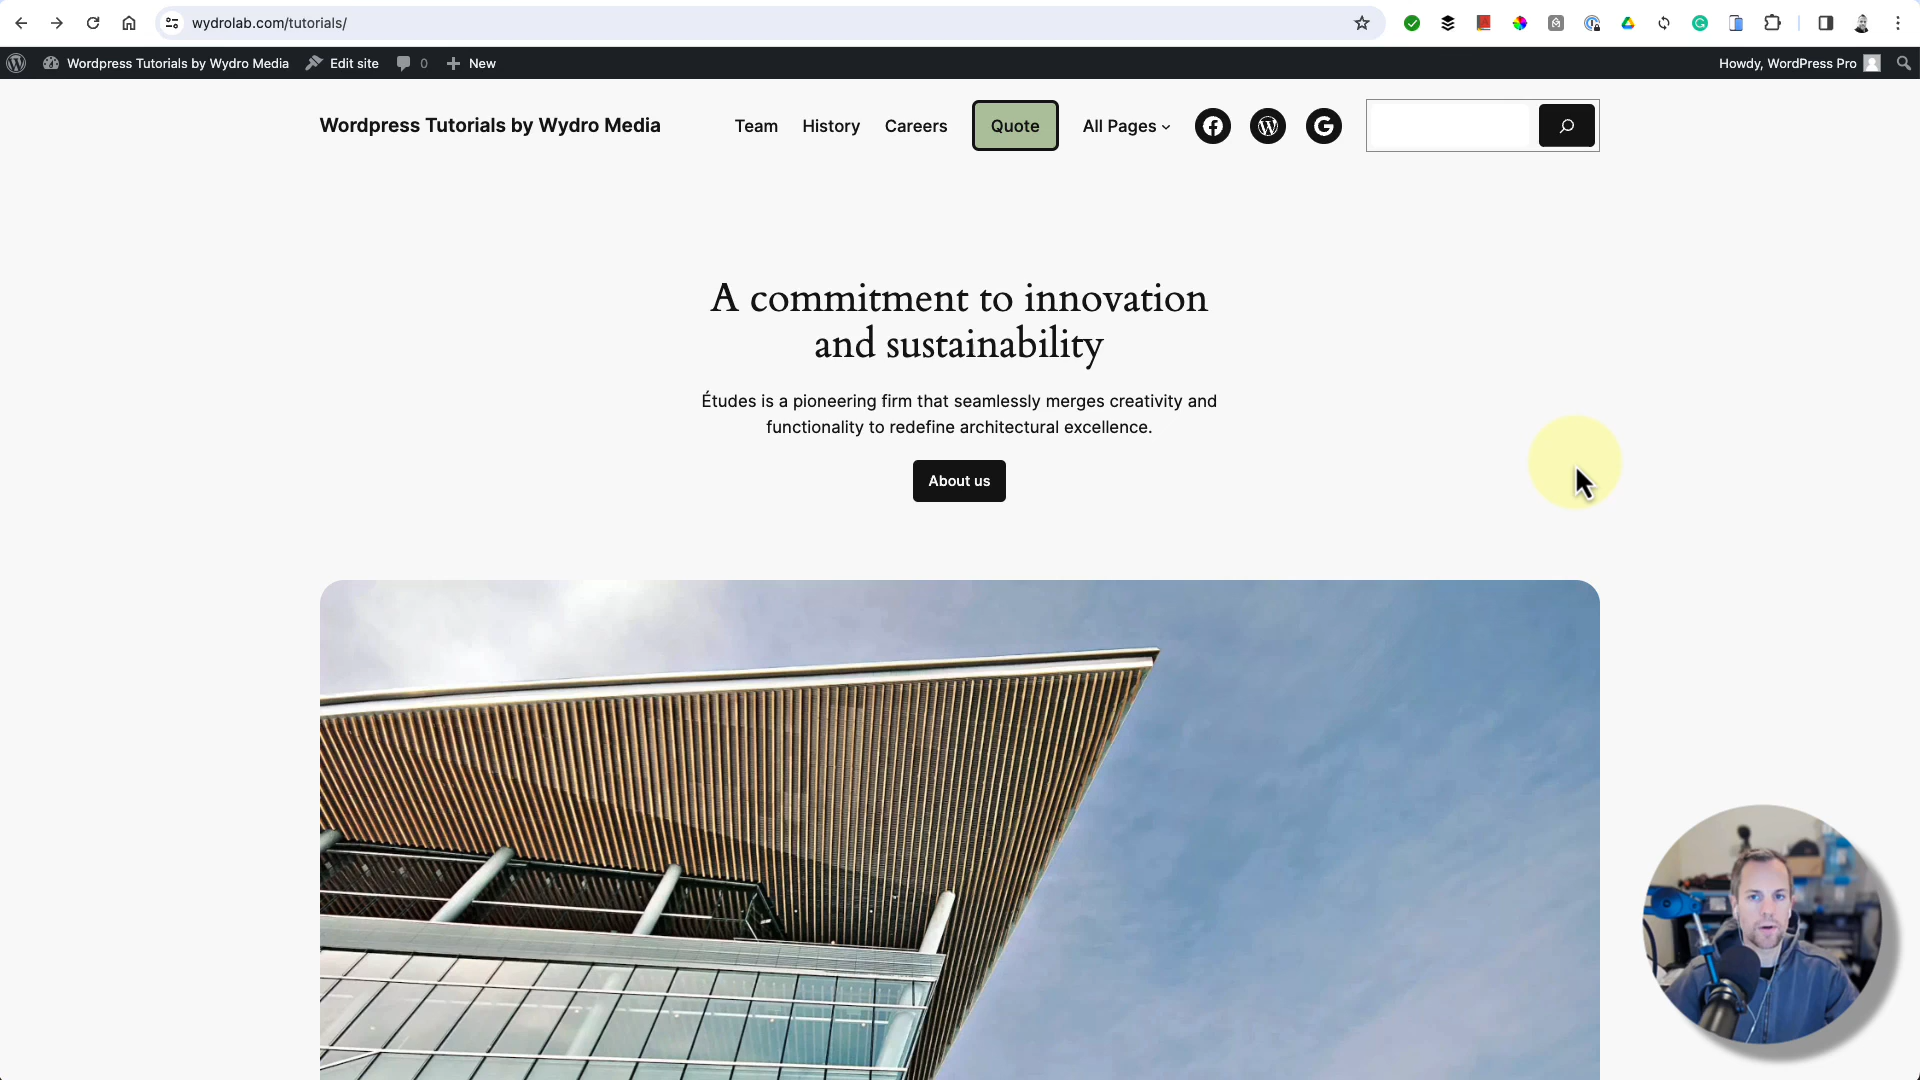 wydrolab.com/tutorials/
Wordpress Tutorials by Wydro Media Edit site 0 New Howdy, WordPress Pro
Wordpress Tutorials by Wydro Media Team History Careers Quote All Pages
A commitment to innovation
and sustainability
Études is a pioneering firm that seamlessly merges creativity and
functionality to redefine architectural excellence.
About us